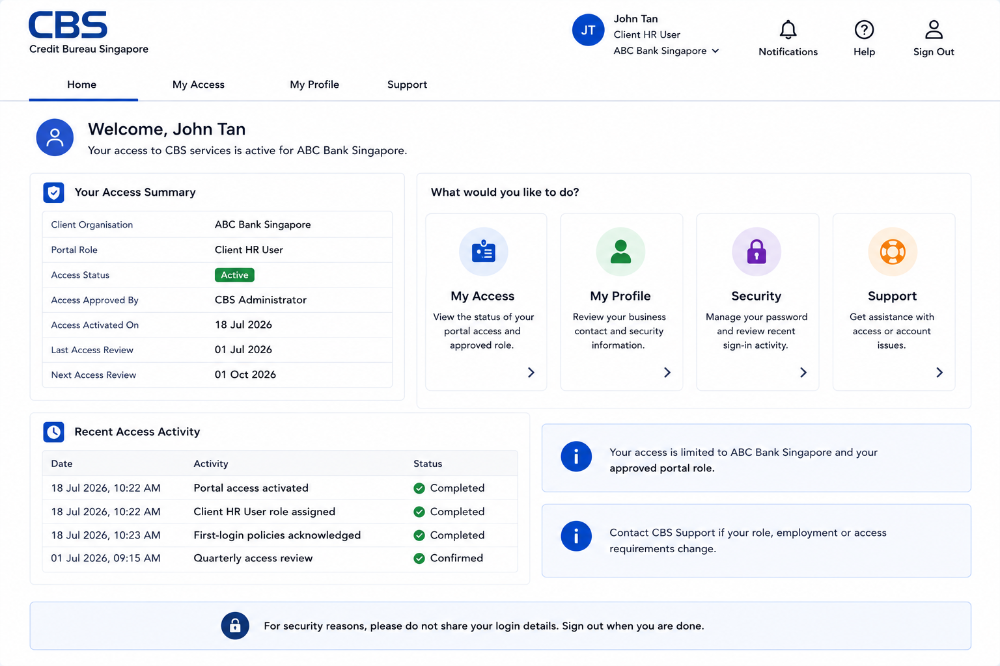 CBS
Credit Bureau Singapore
JT
John Tan
Client HR User
ABC Bank Singapore
Notifications
Help
Sign Out
Home
My Access
My Profile
Support
Welcome, John Tan
Your access to CBS services is active for ABC Bank Singapore.
Your Access Summary
Client Organisation ABC Bank Singapore
Portal Role Client HR User
Access Status Active
Access Approved By CBS Administrator
Access Activated On 18 Jul 2026
Last Access Review 01 Jul 2026
Next Access Review 01 Oct 2026
What would you like to do?
My Access
View the status of your
portal access and
approved role.
My Profile
Review your business
contact and security
information.
Security
Manage your password
and review recent
sign-in activity.
Support
Get assistance with
access or account
issues.
Recent Access Activity
Date Activity Status
18 Jul 2026, 10:22 AM Portal access activated Completed
18 Jul 2026, 10:22 AM Client HR User role assigned Completed
18 Jul 2026, 10:23 AM First-login policies acknowledged Completed
01 Jul 2026, 09:15 AM Quarterly access review Confirmed
Your access is limited to ABC Bank Singapore and your
approved portal role.
Contact CBS Support if your role, employment or access
requirements change.
For security reasons, please do not share your login details. Sign out when you are done.